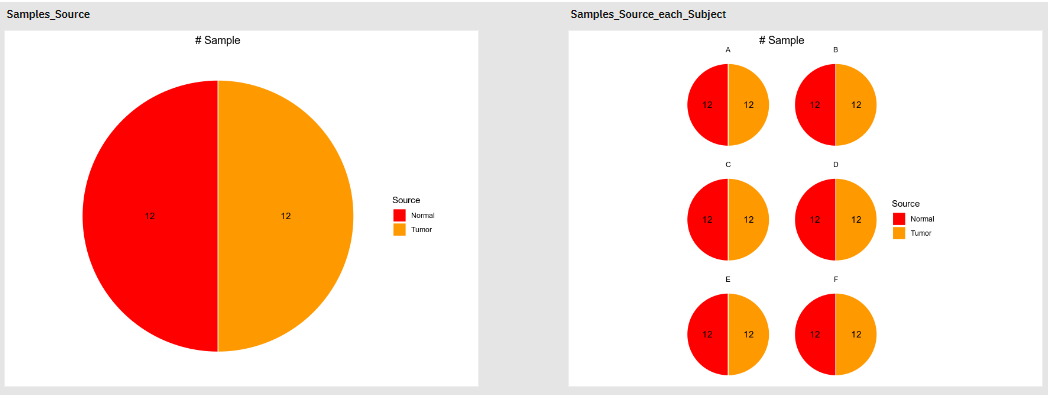 Samples_Source
# Sample
12 12
Source
Normal
Tumor
Samples_Source_each_Subject
# Sample
A B
12 12 12 12
C D
12 12 12 12
E F
12 12 12 12
Source
Normal
Tumor